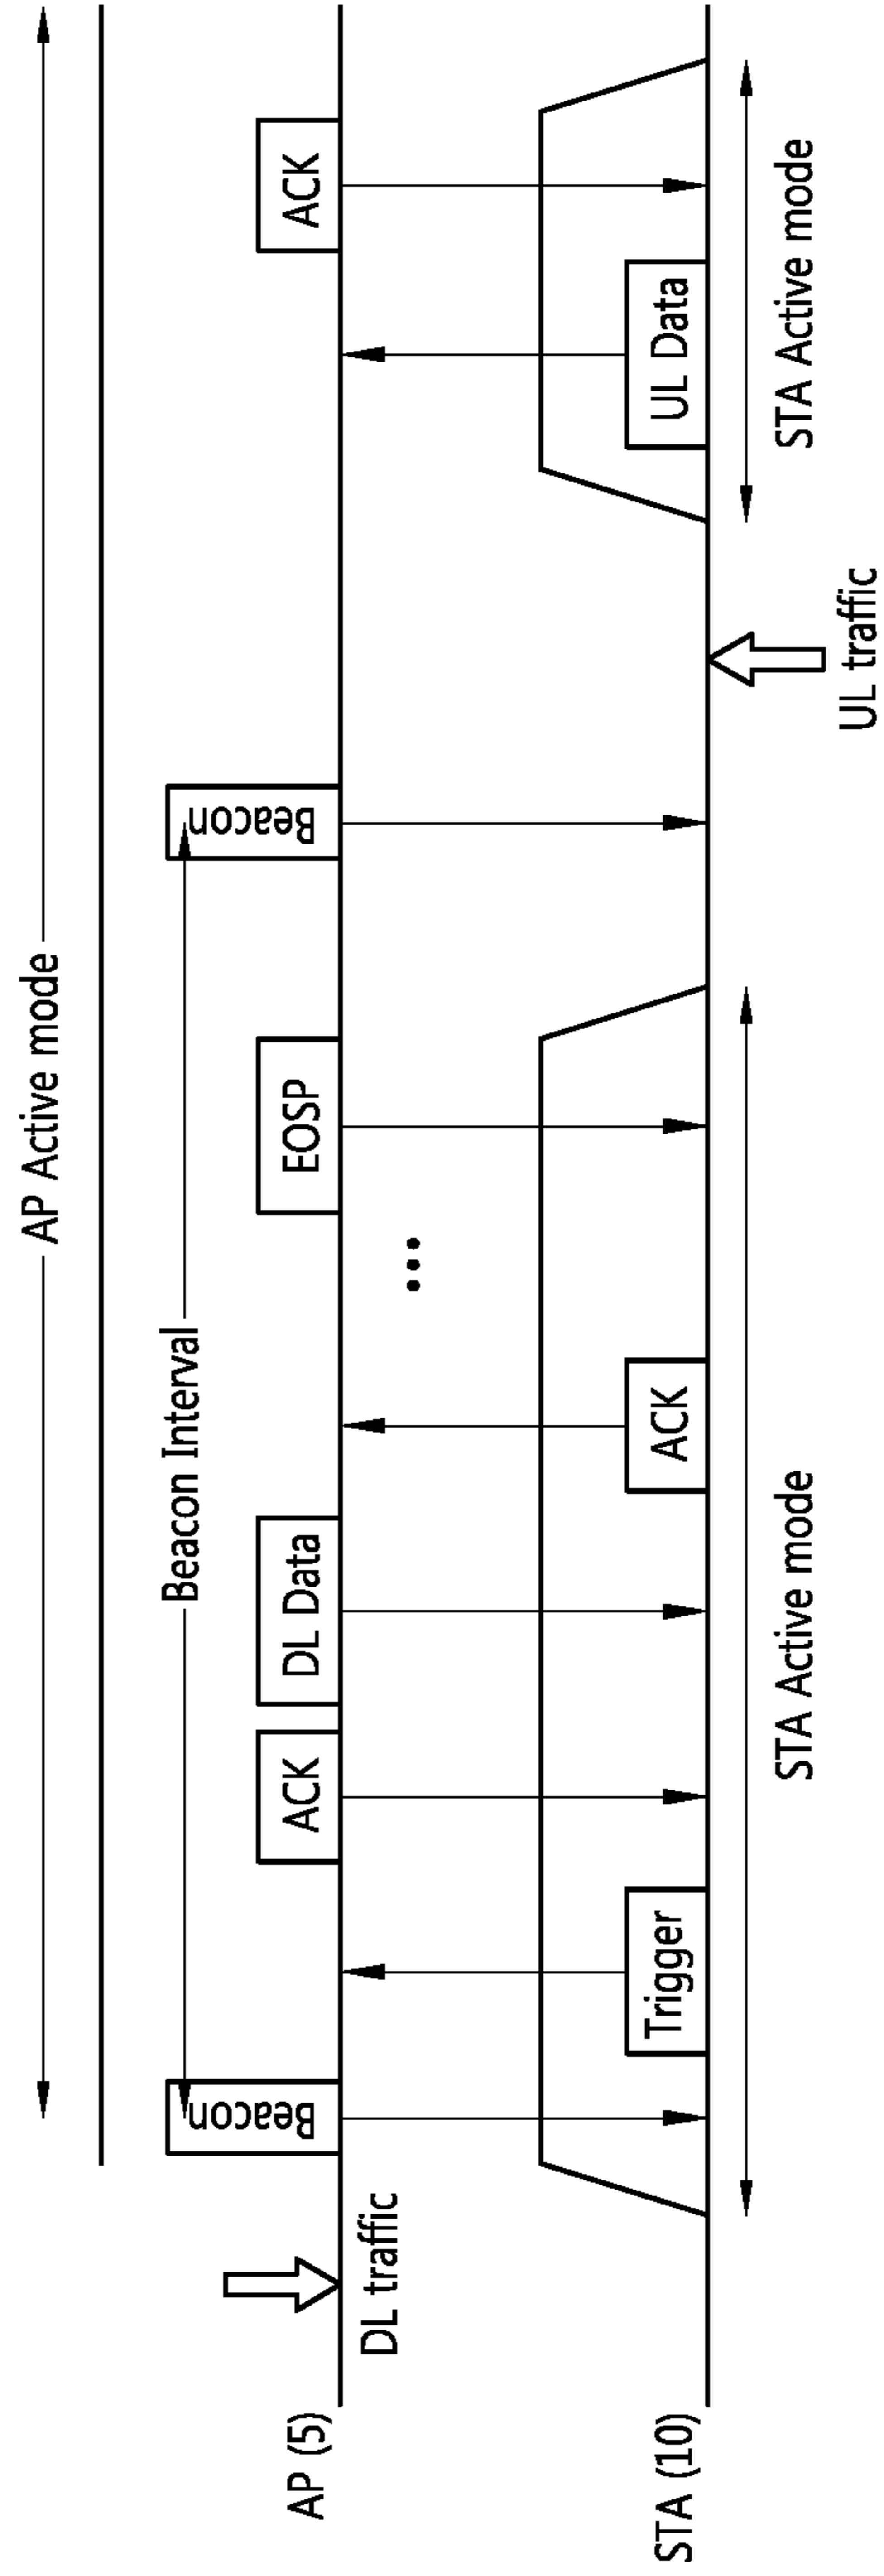 AP Active mode
Beacon Interval
Beacon
Beacon
ACK
DL Data
EOSP
ACK
AP (5)
DL traffic
...
Trigger
ACK
UL Data
STA (10)
STA Active mode
STA Active mode
UL traffic